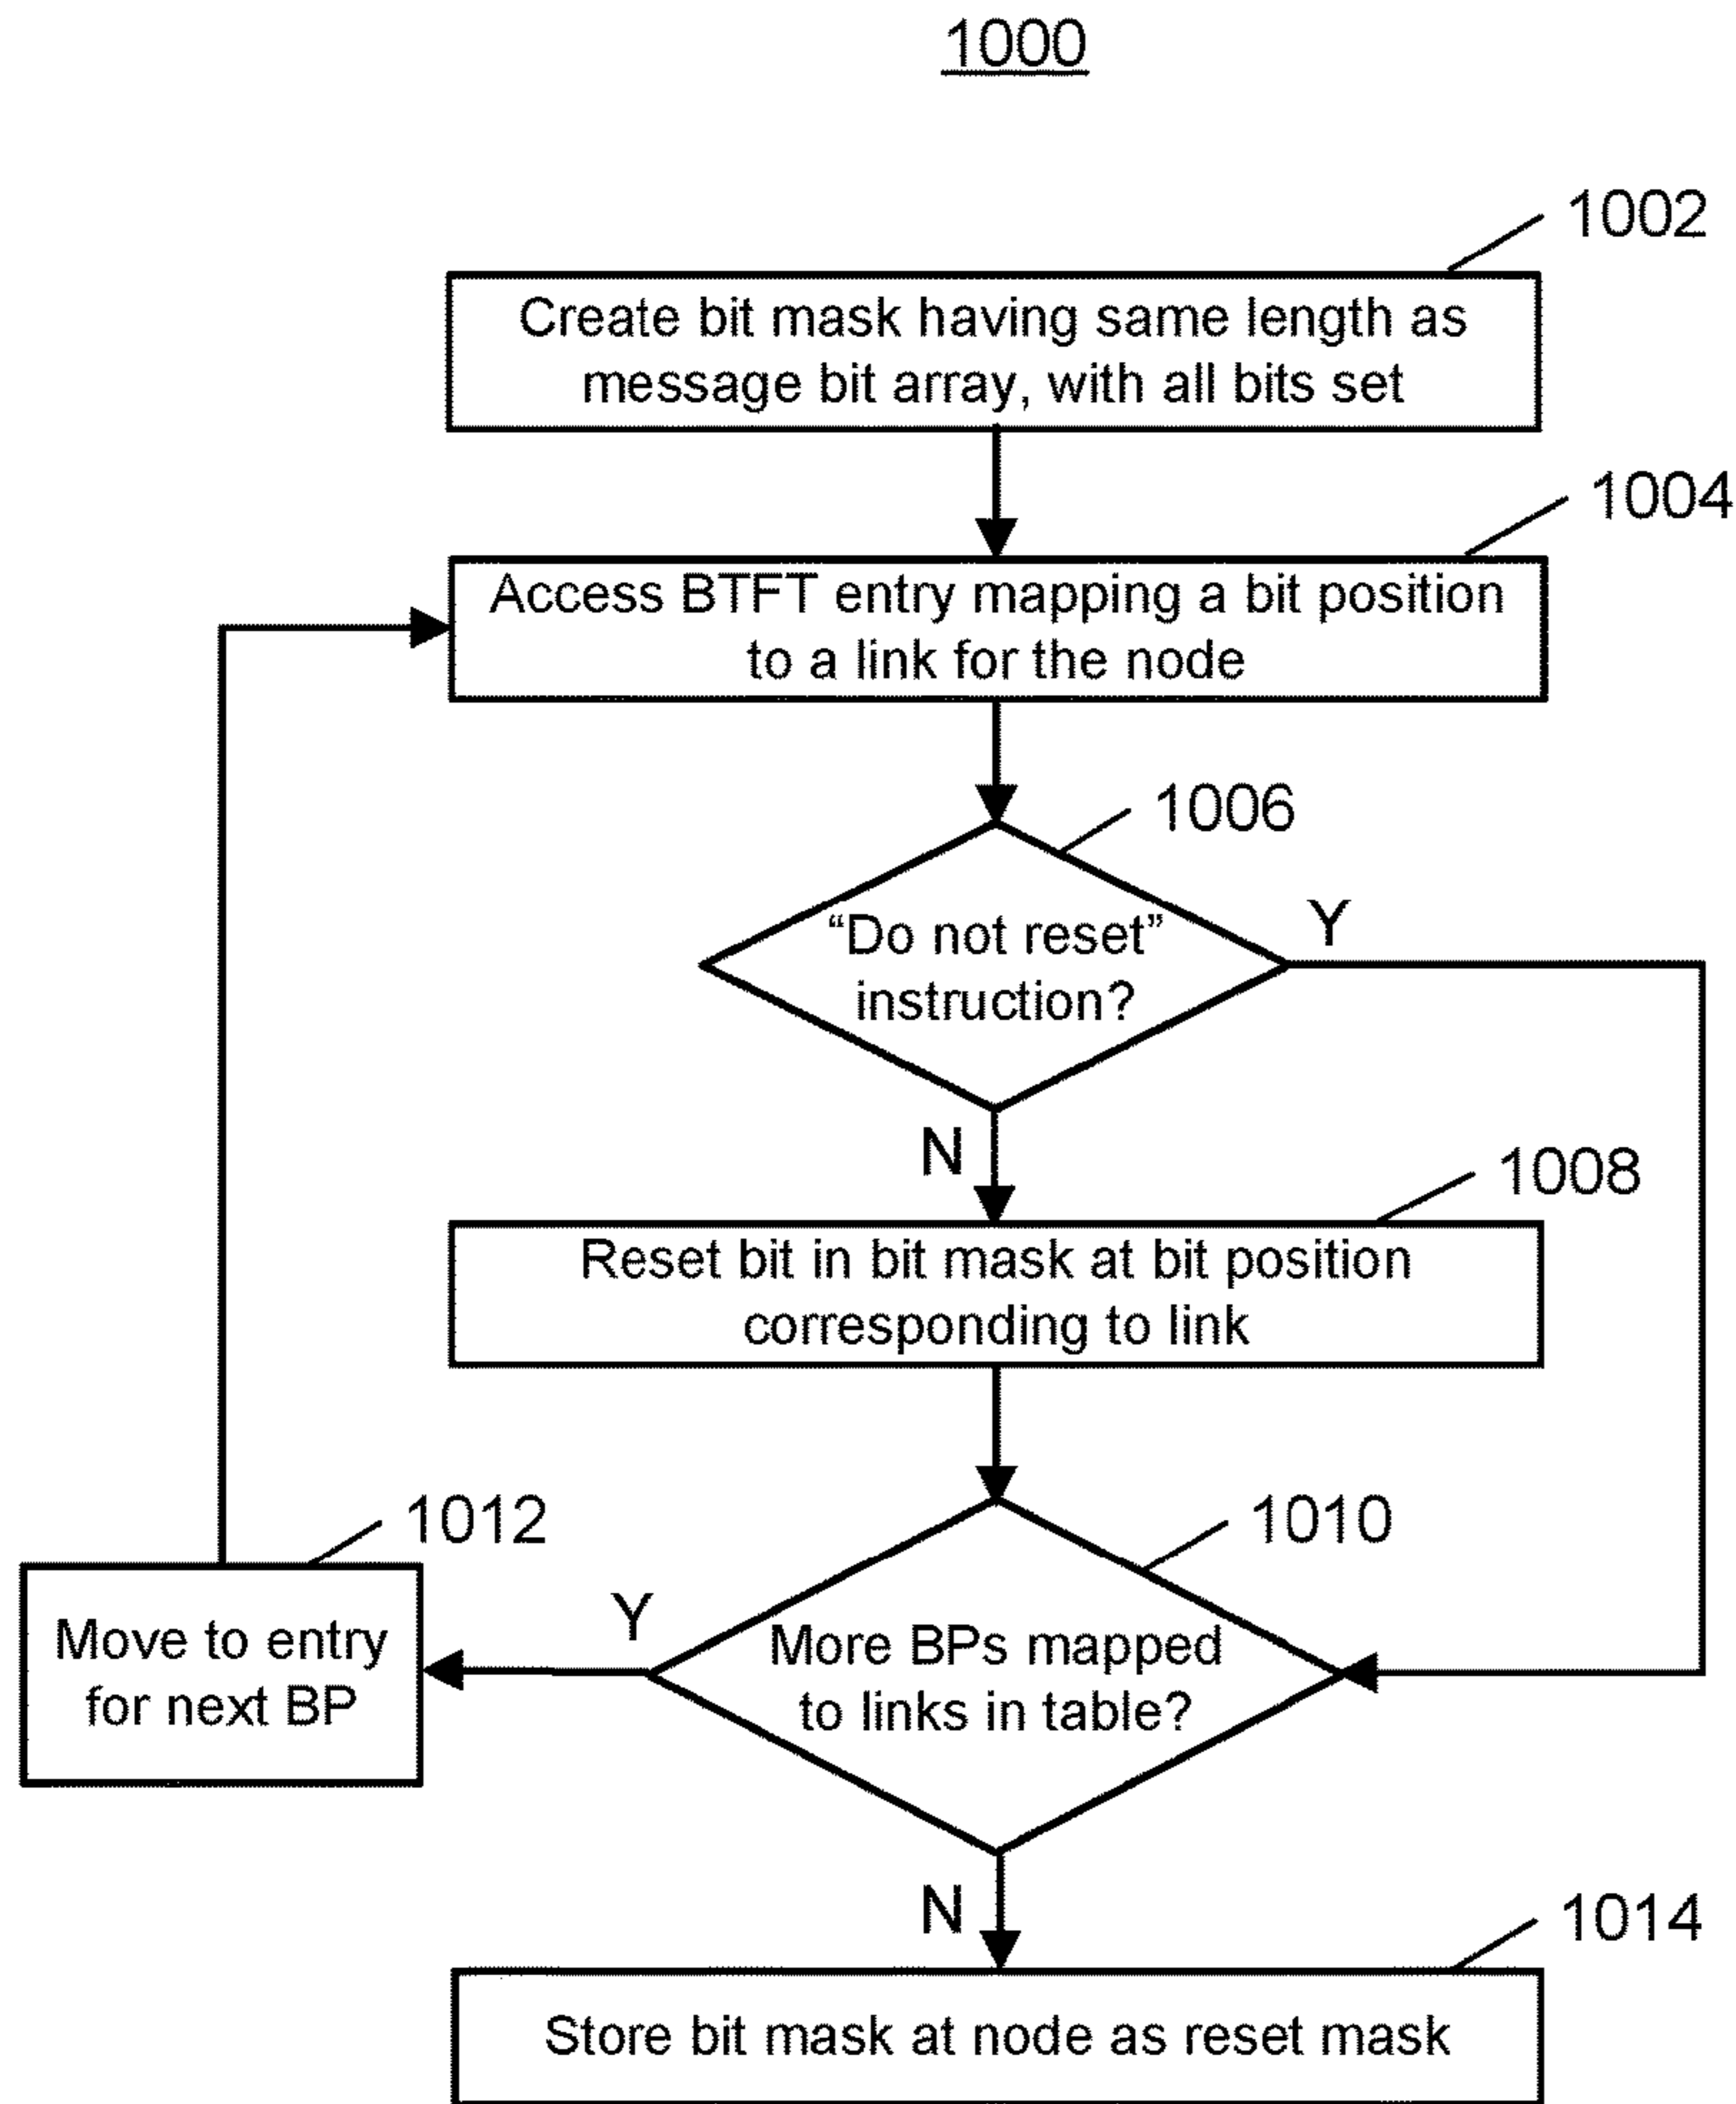 1000
1002
Create bit mask having same length as
message bit array, with all bits set
1004
Access BTFT entry mapping a bit position
to a link for the node
1006
“Do not reset”
instruction?
Y
N
1008
Reset bit in bit mask at bit position
corresponding to link
1012
1010
Move to entry
for next BP
Y
More BPs mapped
to links in table?
N
1014
Store bit mask at node as reset mask